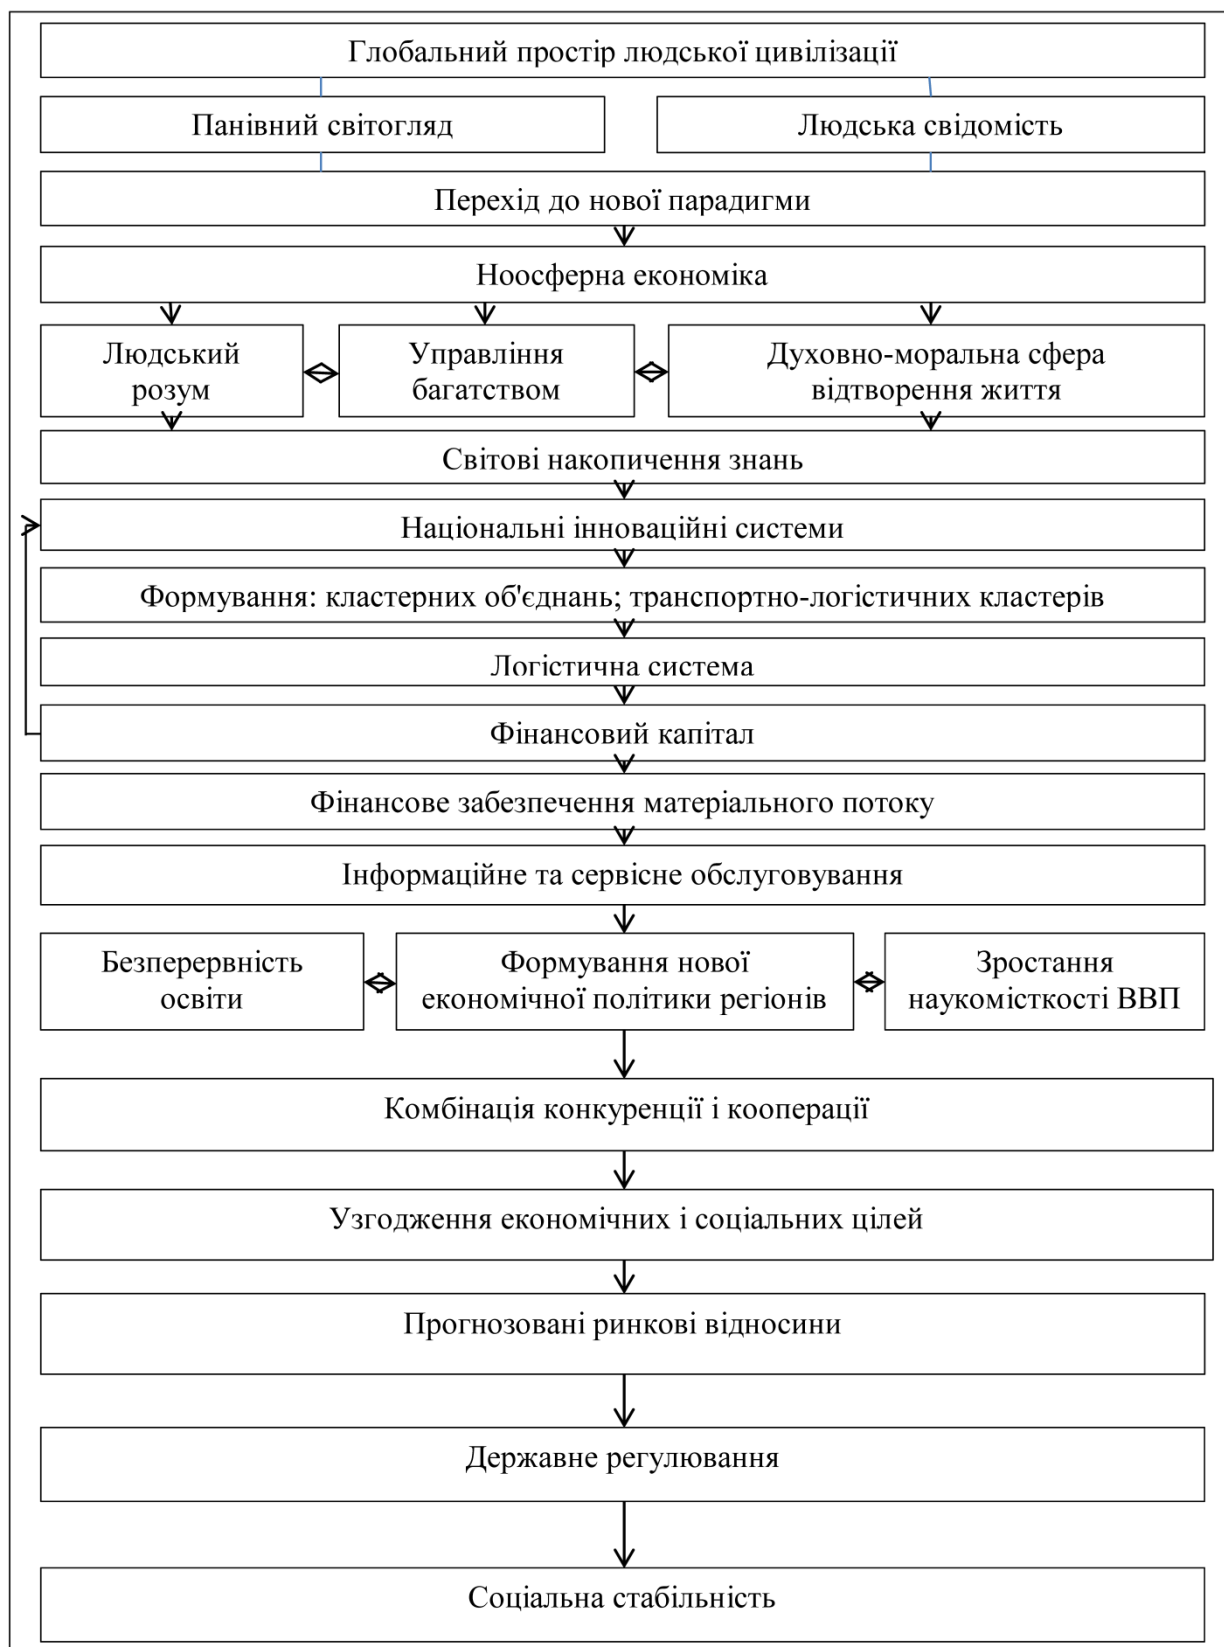 Глобальний простір людської цивілізації
Панівний світогляд
Людська свідомість
Перехід до нової парадигми
Ноосферна економіка
Людський
розум
Управління
багатством
Духовно-моральна сфера
відтворення життя
Світові накопичення знань
Національні інноваційні системи
Формування: кластерних об'єднань; транспортно-логістичних кластерів
Логістична система
Фінансовий капітал
Фінансове забезпечення матеріального потоку
Інформаційне та сервісне обслуговування
Безперервність
освіти
Формування нової
економічної політики регіонів
Зростання
наукомісткості ВВП
Комбінація конкуренції і кооперації
Узгодження економічних і соціальних цілей
Прогнозовані ринкові відносини
Державне регулювання
Соціальна стабільність